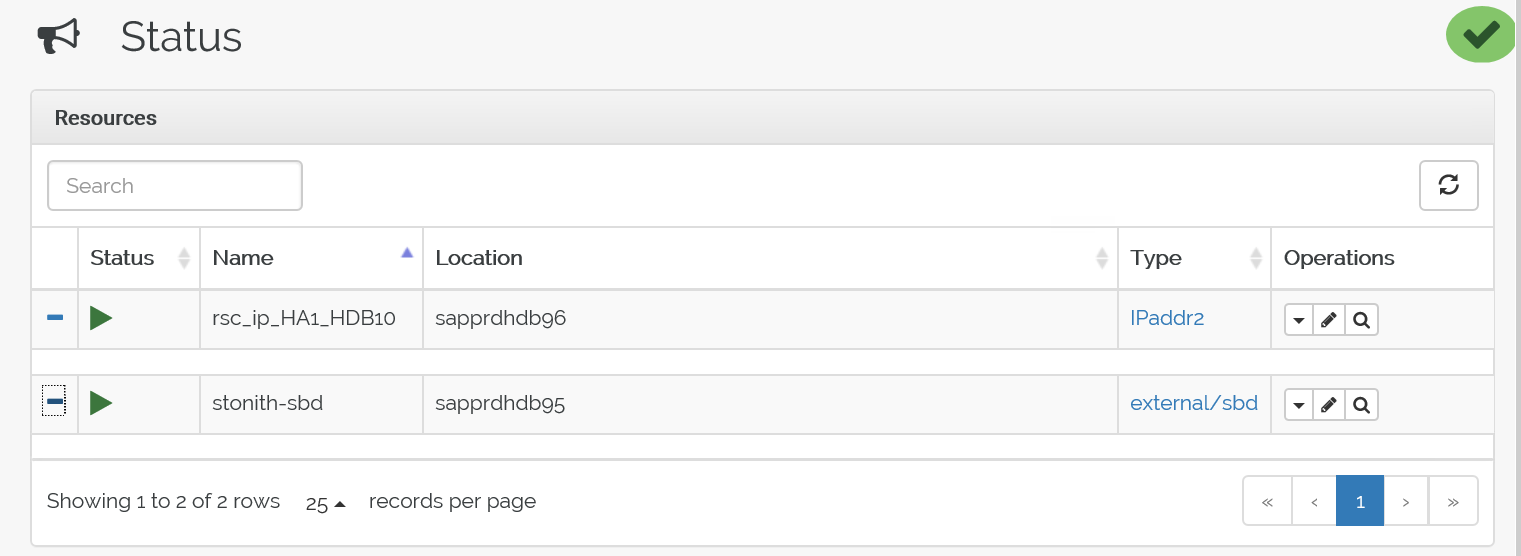 Status
Resources
Search
Status Name Location Type Operations
rsc_ip_HA1_HDB10 sapprdhdb96 IPaddr2
stonith-sbd sapprdhdb95 external/sbd
Showing 1 to 2 of 2 rows 25 records per page « ‹ 1 › »